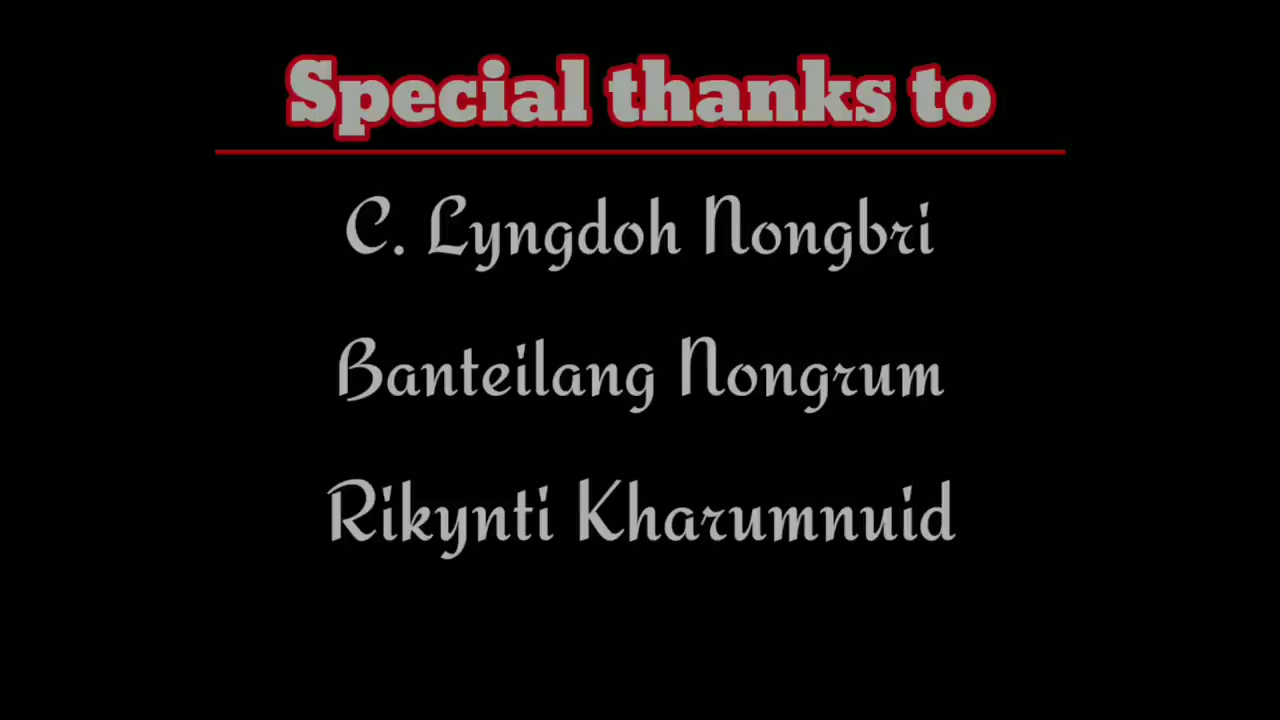 Special thanks to
C. Lyngdoh Nongbri
Banteilang Nongrum
Rikynti Kharumnuid